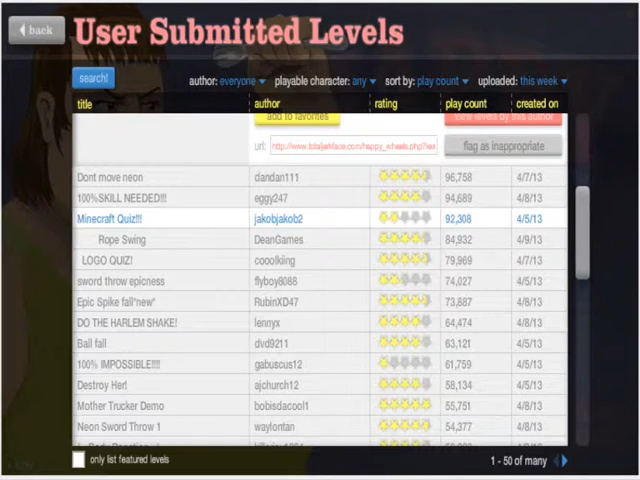 back
User Submitted Levels
search!
author: everyone playable character: any sort by: play count uploaded: this week
title author rating play count created on
add to favorites view levels by this author
url: http://www.totaljerkface.com/happy_wheels.php? flag as inappropriate
Dont move neon dandan111 96,758 4/7/13
100%SKILL NEEDED!!! eggy247 94,689 4/8/13
Minecraft Quiz!!! jakobjakob2 92,308 4/5/13
Rope Swing DeanGames 84,932 4/9/13
LOGO QUIZ! cooolkiing 79,969 4/7/13
sword throw epicness flyboy8088 74,027 4/5/13
Epic Spike fall*new* RubinXD47 73,887 4/8/13
DO THE HARLEM SHAKE! lennyx 64,474 4/8/13
Ball fall dvd9211 63,121 4/5/13
100% IMPOSSIBLE!!!! gabuscus12 61,759 4/5/13
Destroy Her! ajchurch12 58,134 4/5/13
Mother Trucker Demo bobisdacool1 55,751 4/8/13
Neon Sword Throw 1 waylontan 54,377 4/8/13
only list featured levels 1 - 50 of many